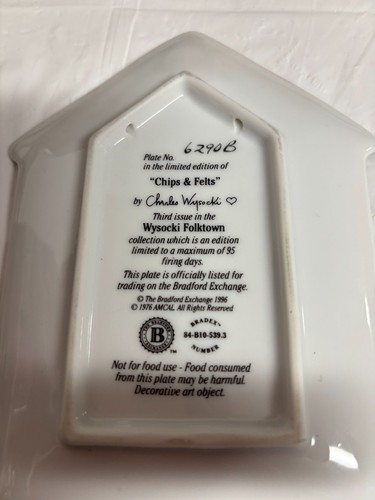 6290B
Plate No.
in the limited edition of
"Chips & Felts"
by Charles Wysocki ♡
Third issue in the
Wysocki Folktown
collection which is an edition
limited to a maximum of 95
firing days.
This plate is officially listed for
trading on the Bradford Exchange.
© The Bradford Exchange 1996
© 1976 AMCAL. All Rights Reserved
B
TM
BRADEX™
84-B10-539.3
NUMBER
Not for food use - Food consumed
from this plate may be harmful.
Decorative art object.